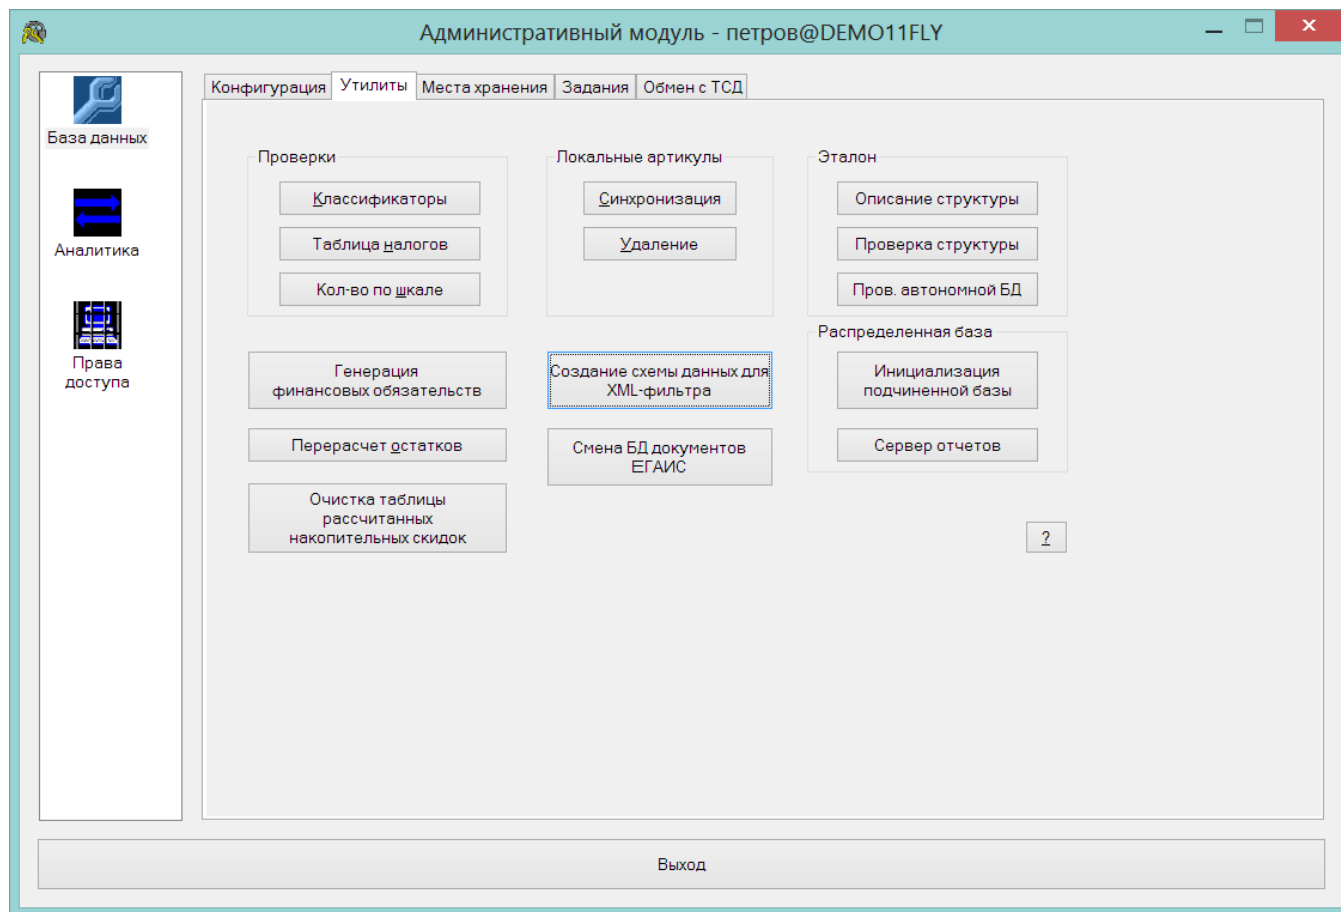 Административный модуль - петров@DEMO11FLY
База данных
Аналитика
Права
доступа
Конфигурация
Утилиты
Места хранения
Задания
Обмен с ТСД
Проверки
Классификаторы
Таблица налогов
Кол-во по шкале
Локальные артикулы
Синхронизация
Удаление
Эталон
Описание структуры
Проверка структуры
Пров. автономной БД
Распределенная база
Инициализация
подчиненной базы
Сервер отчетов
Генерация
финансовых обязательств
Перерасчет остатков
Очистка таблицы
рассчитанных
накопительных скидок
Создание схемы данных для
XML-фильтра
Смена БД документов
ЕГАИС
?
Выход